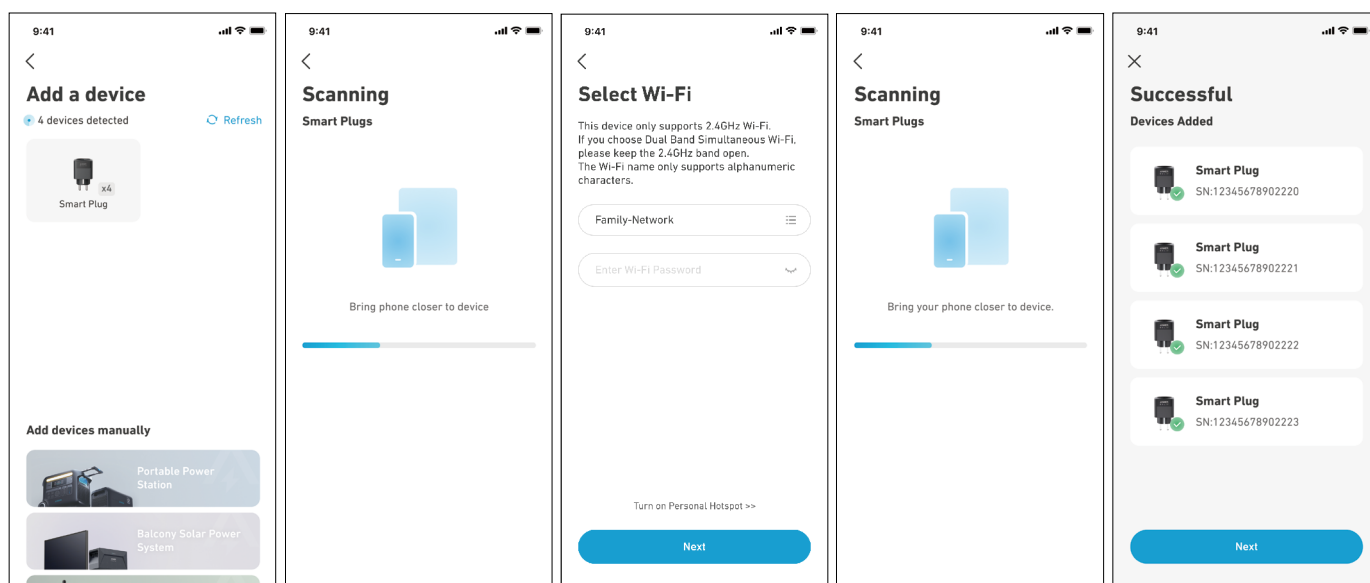 9:41
Add a device
4 devices detected
Refresh
x4
Smart Plug
Add devices manually
Portable Power
Station
Balcony Solar Power
System
9:41
Scanning
Smart Plugs
Bring phone closer to device
9:41
Select Wi-Fi
This device only supports 2.4GHz Wi-Fi.
If you choose Dual Band Simultaneous Wi-Fi,
please keep the 2.4GHz band open.
The Wi-Fi name only supports alphanumeric
characters.
Family-Network
Enter Wi-Fi Password
Turn on Personal Hotspot >>
Next
9:41
Scanning
Smart Plugs
Bring your phone closer to device.
9:41
Successful
Devices Added
Smart Plug
SN:12345678902220
Smart Plug
SN:12345678902221
Smart Plug
SN:12345678902222
Smart Plug
SN:12345678902223
Next